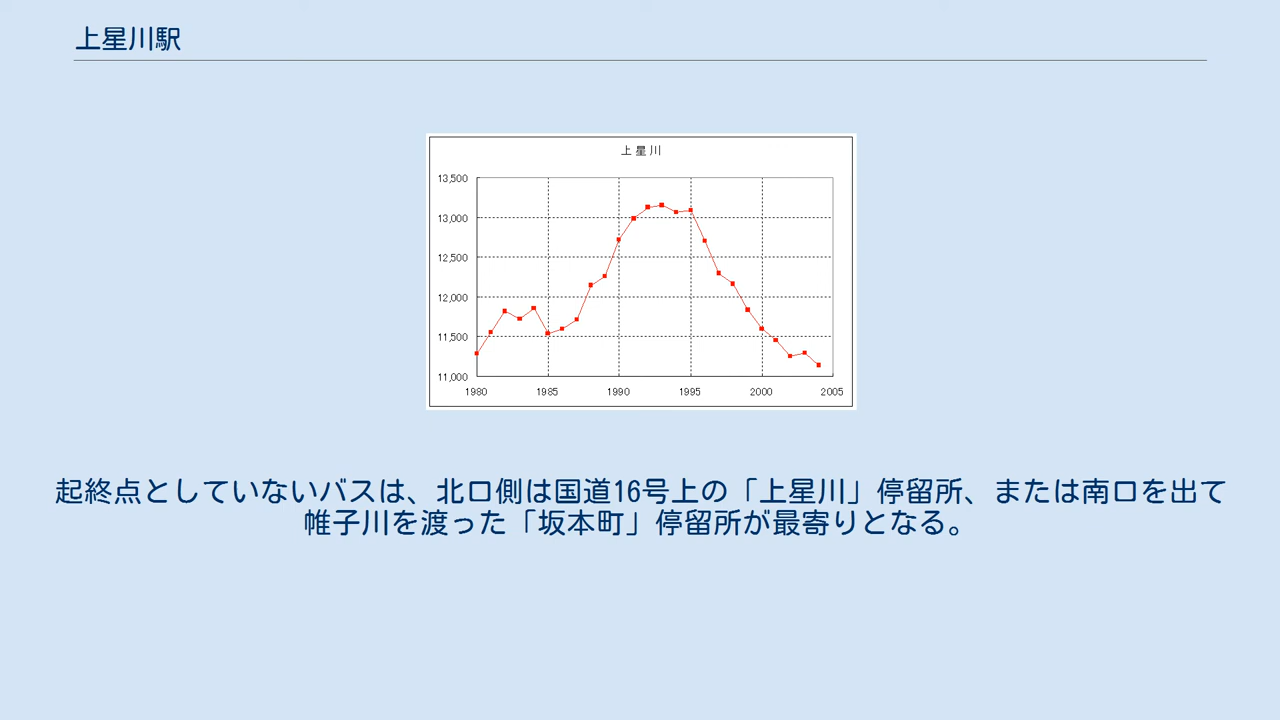 上星川駅
上星川
13,500
13,000
12,500
12,000
11,500
11,000
1980 1985 1990 1995 2000 2005
起終点としていないバスは、北口側は国道16号上の「上星川」停留所、または南口を出て
帷子川を渡った「坂本町」停留所が最寄りとなる。